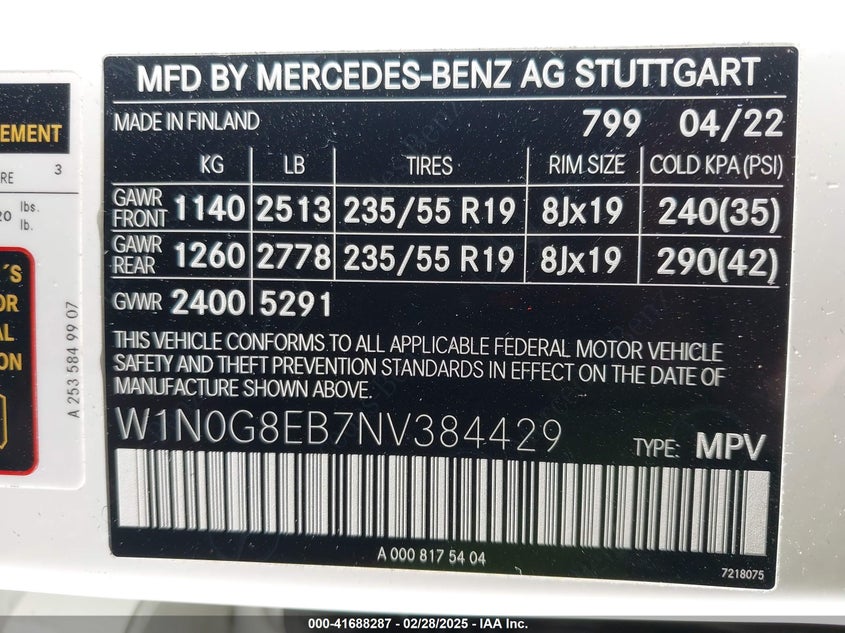 MFD BY MERCEDES-BENZ AG STUTTGART
MADE IN FINLAND 799 04/22
KG LB TIRES RIM SIZE COLD KPA(PSI)
GAWR FRONT 1140 2513 235/55 R19 8Jx19 240(35)
GAWR REAR 1260 2778 235/55 R19 8Jx19 290(42)
GVWR 2400 5291
THIS VEHICLE CONFORMS TO ALL APPLICABLE FEDERAL MOTOR VEHICLE
SAFETY AND THEFT PREVENTION STANDARDS IN EFFECT ON THE DATE OF
MANUFACTURE SHOWN ABOVE.
W1N0G8EB7NV384429 TYPE: MPV
A 000 817 54 04
7218075
EMENT
RE 3
20 lbs.
lb.
'S
OR
AL
ION
A 253 584 99 07
000-41688287 - 02/28/2025 - IAA Inc.